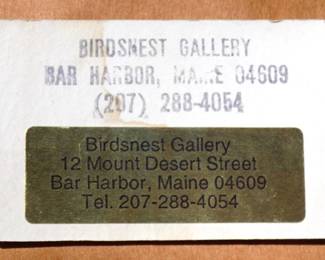 BIRDSNEST GALLERY
BAR HARBOR, MAINE 04609
(207) 288-4054
Birdsnest Gallery
12 Mount Desert Street
Bar Harbor, Maine 04609
Tel. 207-288-4054